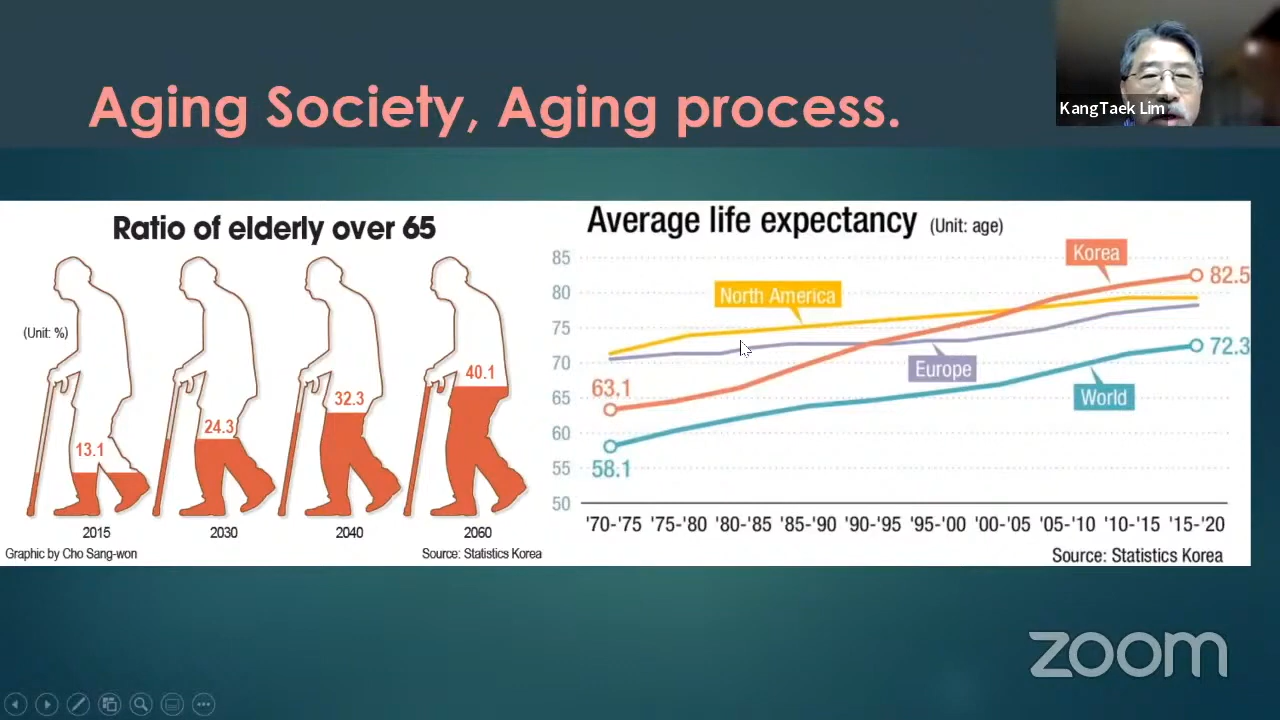 Aging Society, Aging process.
KangTaek Lim
Ratio of elderly over 65
(Unit: %)
13.1
24.3
32.3
40.1
2015
2030
2040
2060
Graphic by Cho Sang-won
Source: Statistics Korea
Average life expectancy (Unit: age)
85
80
75
70
65
60
55
50
North America
Korea
Europe
World
63.1
58.1
82.5
72.3
'70-'75 '75-'80 '80-'85 '85-'90 '90-'95 '95-'00 '00-'05 '05-'10 '10-'15 '15-'20
Source: Statistics Korea
zoom